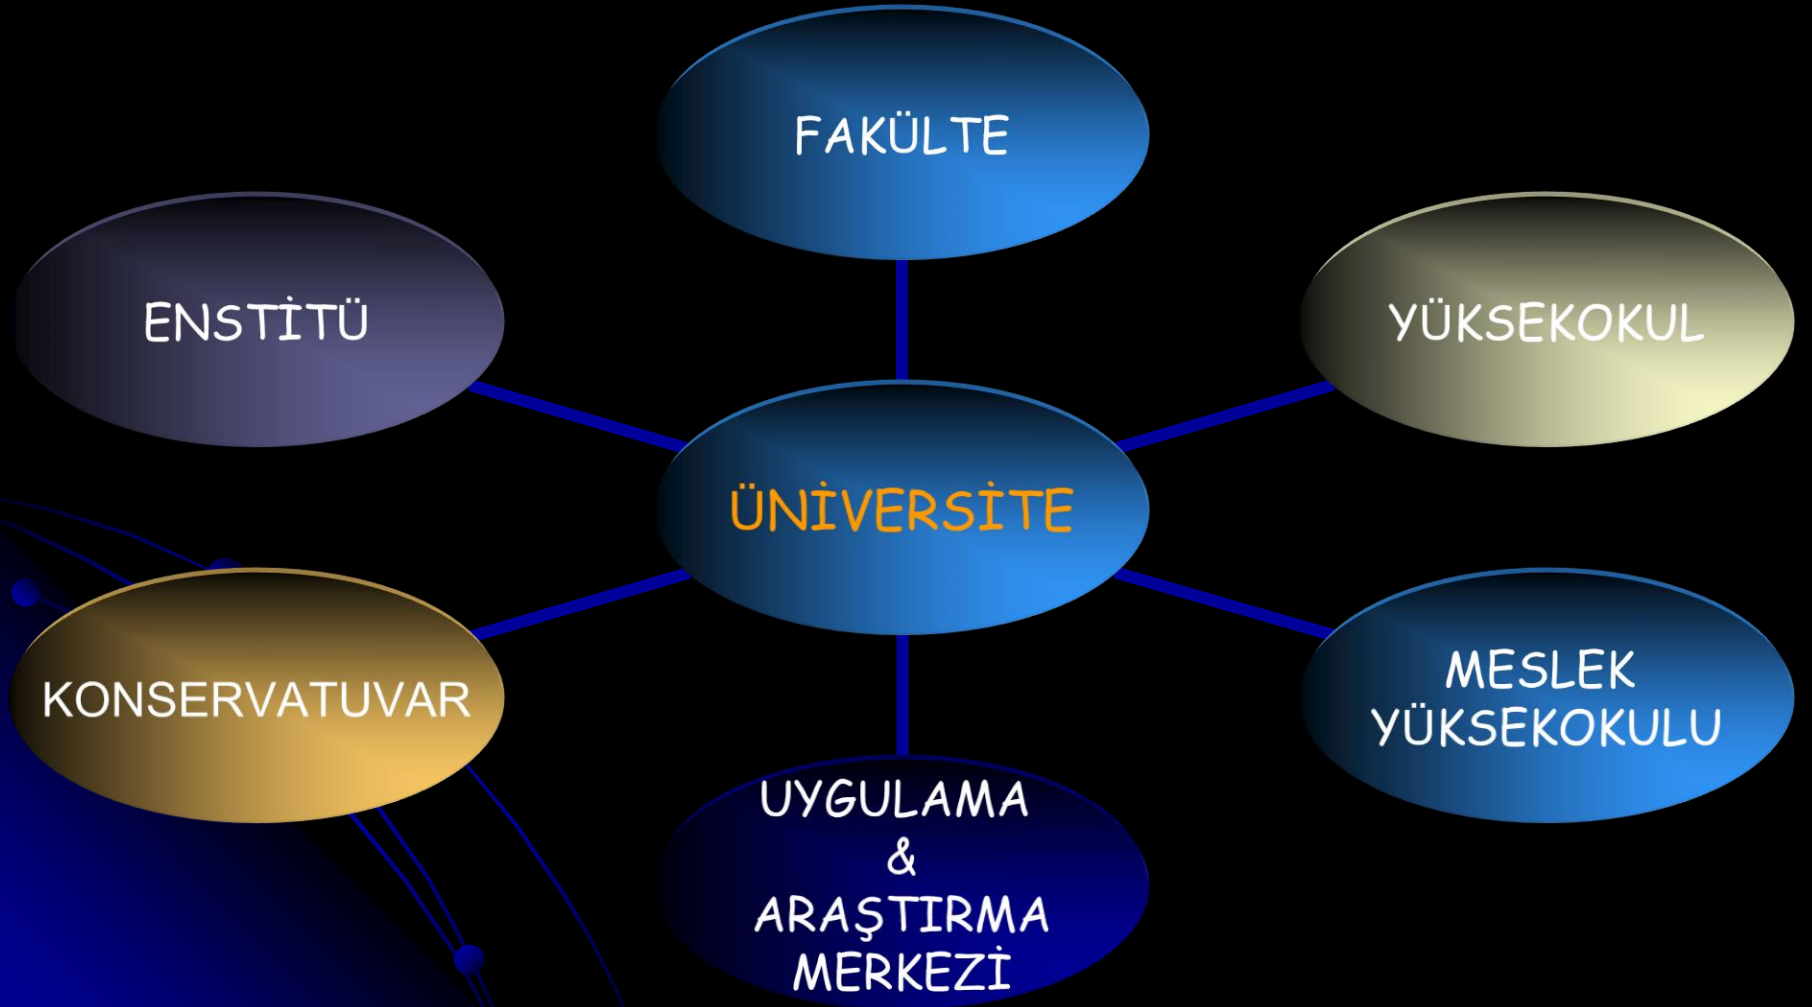 FAKÜLTE
ENSTİTÜ
YÜKSEKOKUL
ÜNİVERSİTE
KONSERVATUVAR
MESLEK
YÜKSEKOKULU
UYGULAMA
&
ARAŞTIRMA
MERKEZİ